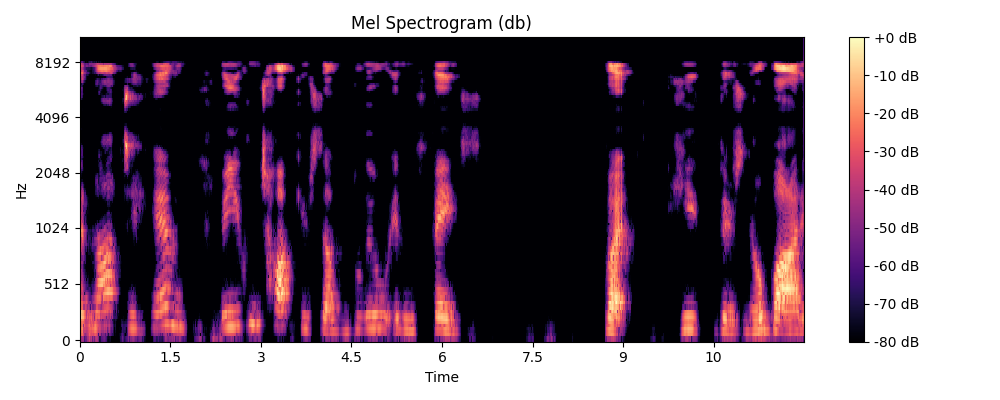 Mel Spectrogram (db)
8192
4096
2048
1024
512
0
Hz
0 1.5 3 4.5 6 7.5 9 10
Time
+0 dB
-10 dB
-20 dB
-30 dB
-40 dB
-50 dB
-60 dB
-70 dB
-80 dB